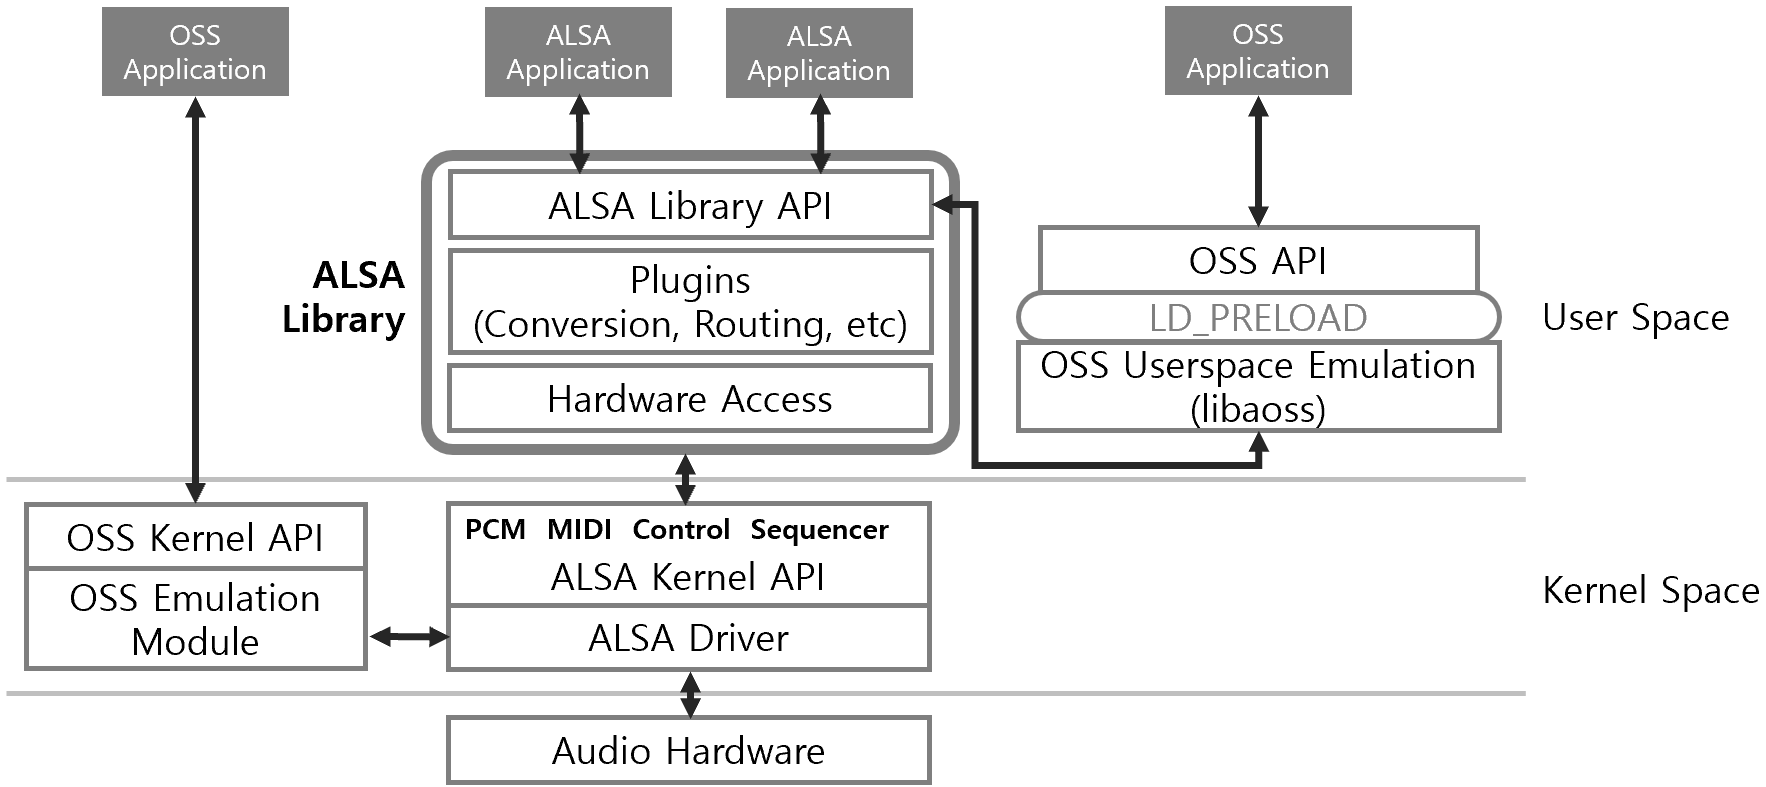 OSS
Application
ALSA
Application
ALSA
Application
OSS
Application
ALSA
Library
ALSA Library API
Plugins
(Conversion, Routing, etc)
Hardware Access
OSS API
LD_PRELOAD
OSS Userspace Emulation
(libaoss)
User Space
OSS Kernel API
OSS Emulation
Module
PCM MIDI Control Sequencer
ALSA Kernel API
ALSA Driver
Kernel Space
Audio Hardware